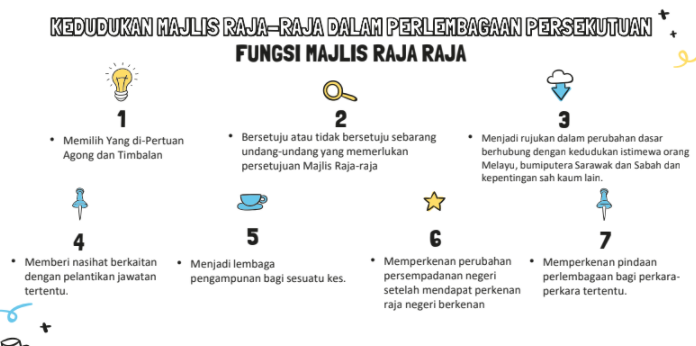 KEDUDUKAN MAJLIS RAJA-RAJA DALAM PERLEMBAGAAN PERSEKUTUAN
FUNGSI MAJLIS RAJA RAJA
1
• Memilih Yang di-Pertuan
Agong dan Timbalan
2
• Bersetuju atau tidak bersetuju sebarang
undang-undang yang memerlukan
persetujuan Majlis Raja-raja
3
• Menjadi rujukan dalam perubahan dasar
berhubung dengan kedudukan istimewa orang
Melayu, bumiputera Sarawak dan Sabah dan
kepentingan sah kaum lain.
4
• Memberi nasihat berkaitan
dengan pelantikan jawatan
tertentu.
5
• Menjadi lembaga
pengampunan bagi sesuatu kes.
6
• Memperkenan perubahan
persempadanan negeri
setelah mendapat perkenan
raja negeri berkenan
7
• Memperkenan pindaan
perlembagaan bagi perkara-
perkara tertentu.